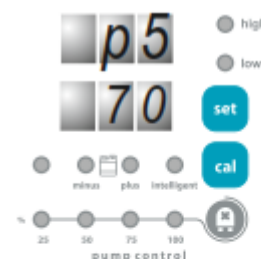 p5
high
low
70
set
cal
minus plus intelligent
% 25 50 75 100
pump control